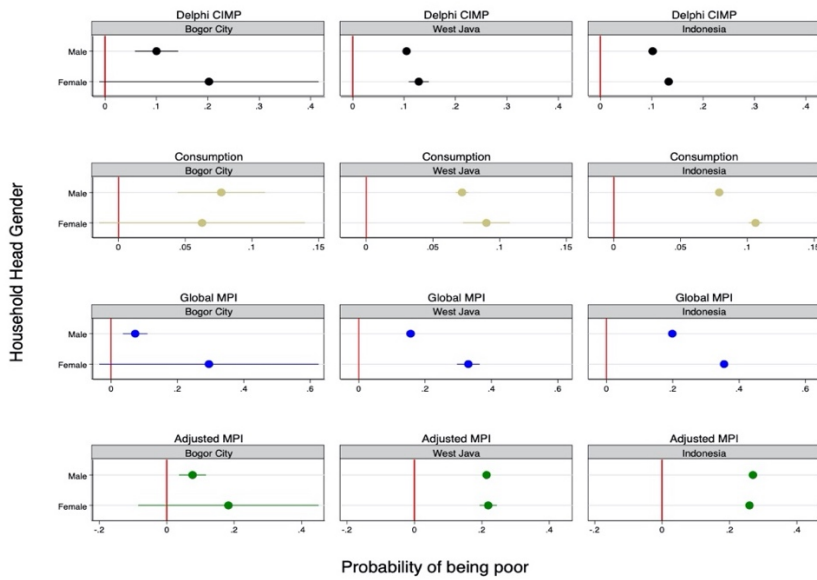 Household Head Gender
Delphi CIMP Delphi CIMP Delphi CIMP
Bogor City West Java Indonesia
Male
Female
0 .1 .2 .3 .4 0 .1 .2 .3 .4 0 .1 .2 .3 .4
Consumption Consumption Consumption
Bogor City West Java Indonesia
Male
Female
0 .05 .1 .15 0 .05 .1 .15 0 .05 .1 .15
Global MPI Global MPI Global MPI
Bogor City West Java Indonesia
Male
Female
0 .2 .4 .6 0 .2 .4 .6 0 .2 .4 .6
Adjusted MPI Adjusted MPI Adjusted MPI
Bogor City West Java Indonesia
Male
Female
-.2 0 .2 .4 -.2 0 .2 .4 -.2 0 .2 .4
Probability of being poor